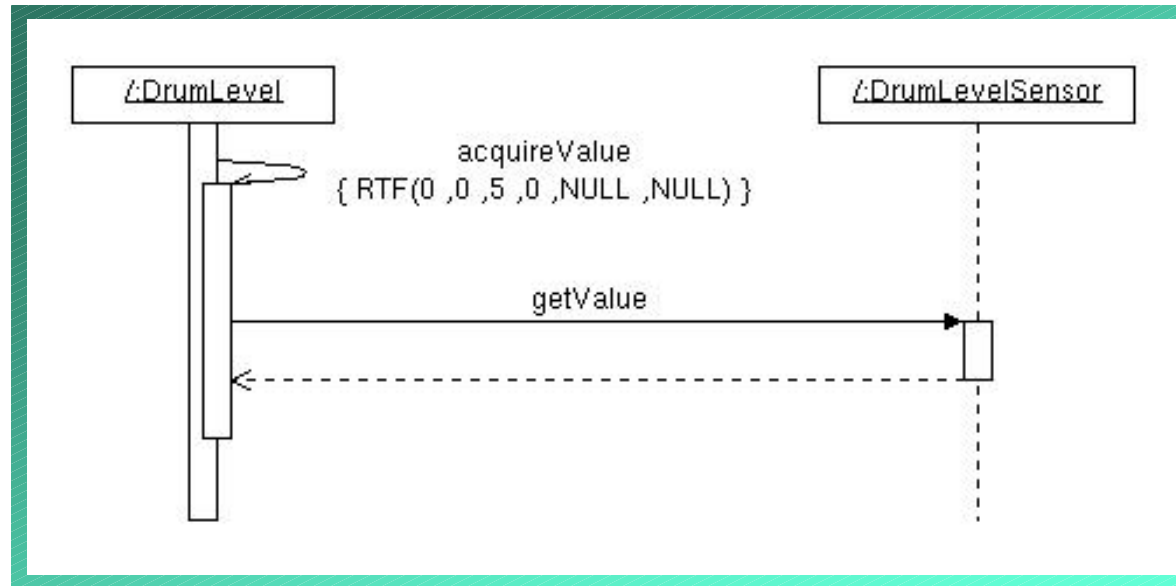 /:DrumLevel
/:DrumLevelSensor
acquireValue
{ RTF(0 ,0 ,5 ,0 ,NULL ,NULL) }
getValue